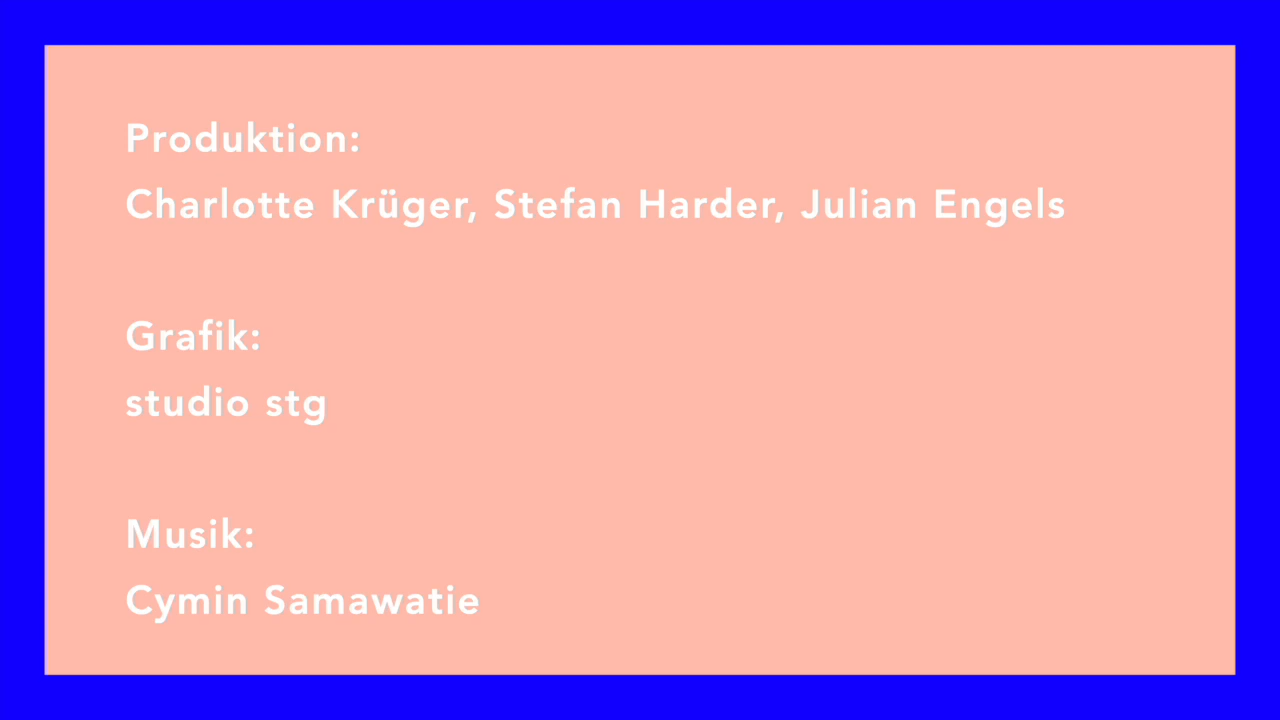 Produktion:
Charlotte Krüger, Stefan Harder, Julian Engels
Grafik:
studio stg
Musik:
Cymin Samawatie